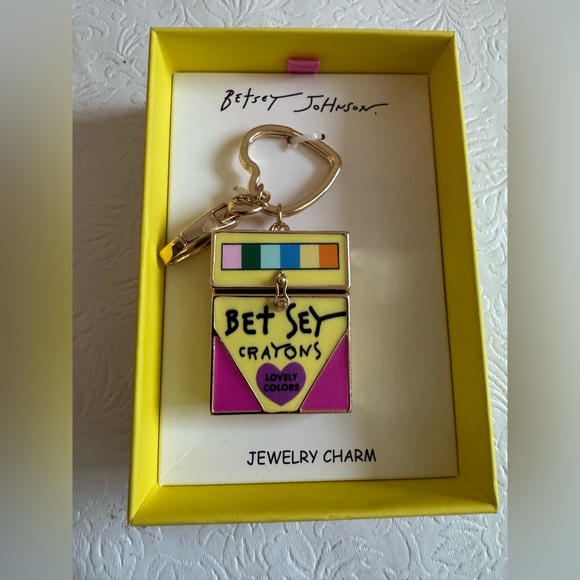 Betsey Johnson.
BETSEY
CRAYONS
LOVELY
COLORS
JEWELRY CHARM